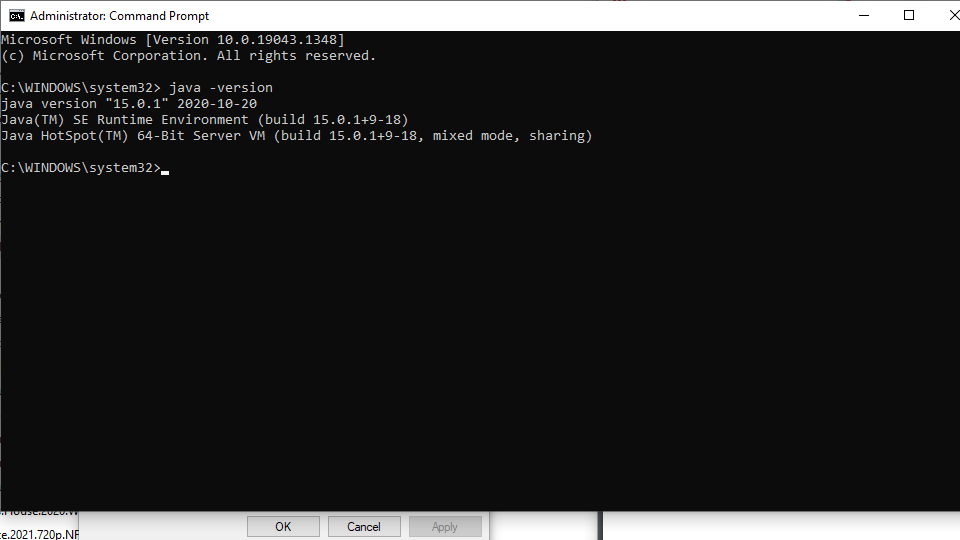 Administrator: Command Prompt
Microsoft Windows [Version 10.0.19043.1348]
(c) Microsoft Corporation. All rights reserved.
C:\WINDOWS\system32> java -version
java version "15.0.1" 2020-10-20
Java(TM) SE Runtime Environment (build 15.0.1+9-18)
Java HotSpot(TM) 64-Bit Server VM (build 15.0.1+9-18, mixed mode, sharing)
C:\WINDOWS\system32>
.House.2020.W
OK Cancel Apply
e.2021.720p.NF